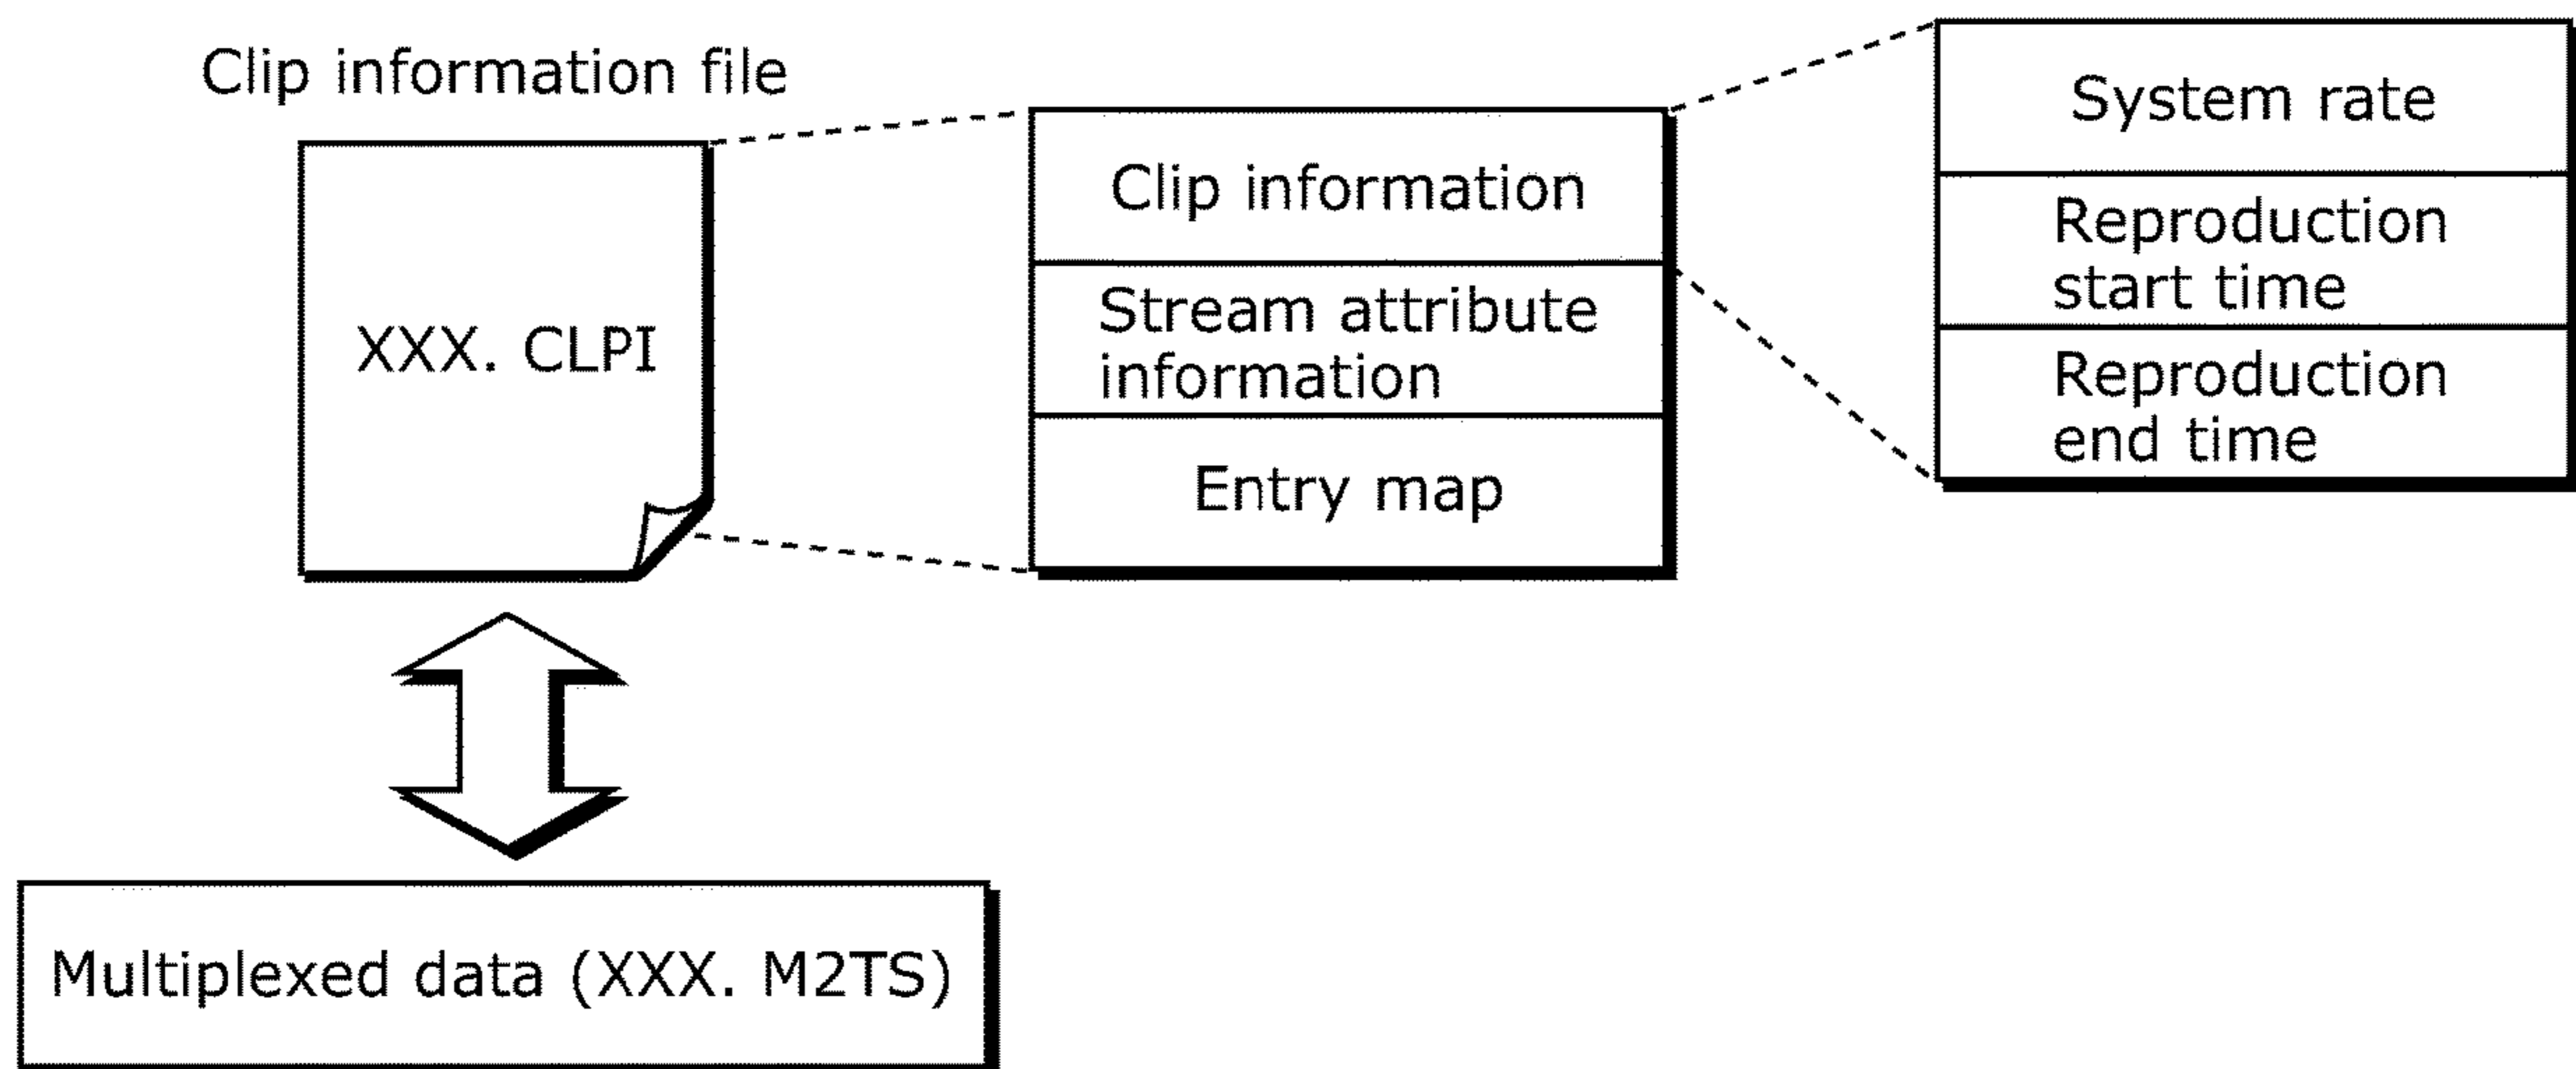 Clip information file
XXX. CLPI
Clip information
Stream attribute
information
Entry map
System rate
Reproduction
start time
Reproduction
end time
Multiplexed data (XXX. M2TS)